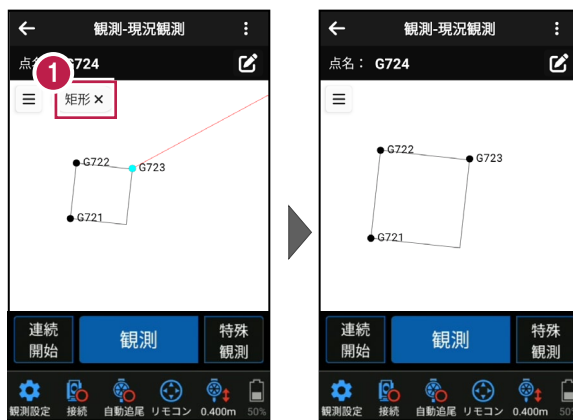 観測-現況観測
点名： G724
1
矩形 ×
G722
G723
G721
連続
開始
観測
特殊
観測
観測設定 接続 自動追尾 リモコン 0.400m 50%
観測-現況観測
点名： G724
G722
G723
G721
連続
開始
観測
特殊
観測
観測設定 接続 自動追尾 リモコン 0.400m 50%